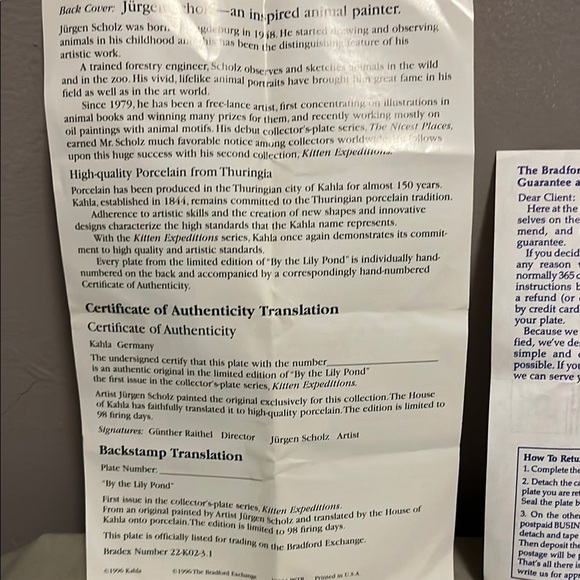 Back Cover: Jürgen Scholz—an inspired animal painter.
Jürgen Scholz was born in Magdeburg in 1948. He started drawing and observing
animals in his childhood and this has been the distinguishing feature of his
artistic work.
A trained forestry engineer, Scholz observes and sketches animals in the wild
and in the zoo. His vivid, lifelike animal portraits have brought him great fame in his
field as well as in the art world.
Since 1979, he has been a free-lance artist, first concentrating on illustrations in
animal books and winning many prizes for them, and recently working mostly on
oil paintings with animal motifs. His debut collector's-plate series, The Nicest Places,
earned Mr. Scholz much favorable notice among collectors worldwide. He follows
upon this huge success with his second collection, Kitten Expeditions.
High-quality Porcelain from Thuringia
Porcelain has been produced in the Thuringian city of Kahla for almost 150 years.
Kahla, established in 1844, remains committed to the Thuringian porcelain tradition.
Adherence to artistic skills and the creation of new shapes and innovative
designs characterize the high standards that the Kahla name represents.
With the Kitten Expeditions series, Kahla once again demonstrates its commit-
ment to high quality and artistic standards.
Every plate from the limited edition of "By the Lily Pond" is individually hand-
numbered on the back and accompanied by a correspondingly hand-numbered
Certificate of Authenticity.
Certificate of Authenticity Translation
Certificate of Authenticity
Kahla Germany
The undersigned certify that this plate with the number
is an authentic original in the limited edition of "By the Lily Pond"
the first issue in the collector's-plate series, Kitten Expeditions.
Artist Jürgen Scholz painted the original exclusively for this collection. The House
of Kahla has faithfully translated it to high-quality porcelain. The edition is limited to
98 firing days.
Signatures: Günther Raithel Director Jürgen Scholz Artist
Backstamp Translation
Plate Number:
"By the Lily Pond"
First issue in the collector's-plate series, Kitten Expeditions.
From an original painted by Artist Jürgen Scholz and translated by the House of
Kahla onto porcelain. The edition is limited to 98 firing days.
This plate is officially listed for trading on the Bradford Exchange.
Bradex Number 22-K02-3.1
©1996 Kahla ©1996 The Bradford Exchange Printed in U.S.A.
The Bradfor
Guarantee a
Dear Client:
Here at the
selves on the
mend, and
guarantee.
If you decid
any reason
normally 365 d
instructions b
a refund (or
by credit card
your plate.
Because we
fied, we've de
simple and
possible. If you
we can serve y
How To Retu
1. Complete the
2. Detach the ca
plate you are ret
Seal the plate b
3. On the other
postpaid BUSIN
detach and tape
Then deposit the
postage will be p
That's all there i
write us for appr